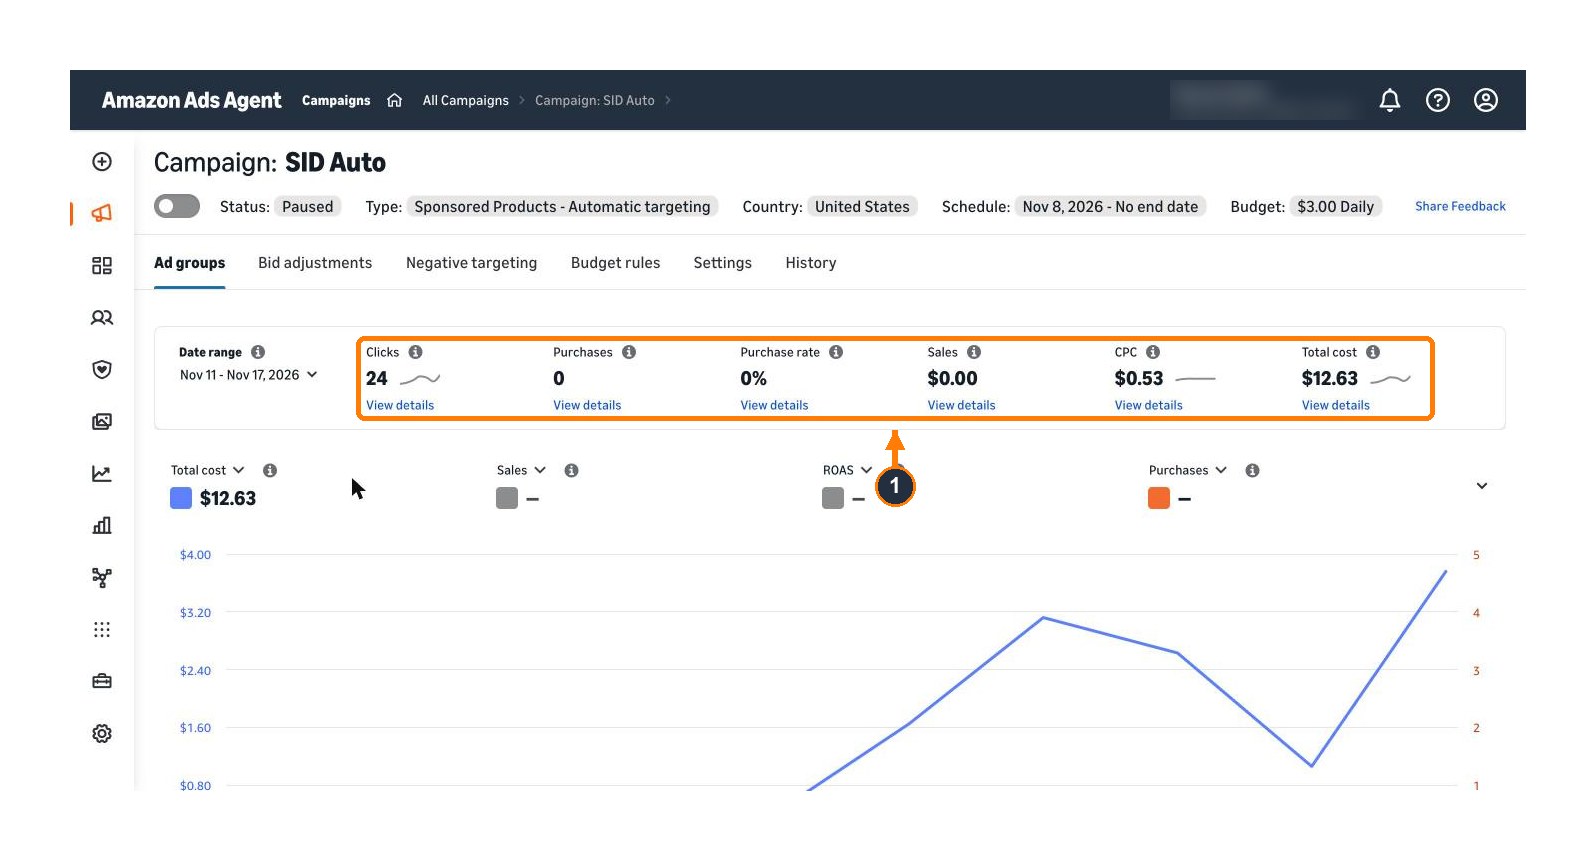 Amazon Ads Agent Campaigns All Campaigns Campaign: SID Auto
Campaign: SID Auto
Status: Paused Type: Sponsored Products - Automatic targeting Country: United States Schedule: Nov 8, 2026 - No end date Budget: $3.00 Daily Share Feedback
Ad groups Bid adjustments Negative targeting Budget rules Settings History
Date range Clicks Purchases Purchase rate Sales CPC Total cost
Nov 11 - Nov 17, 2026 24 0 0% $0.00 $0.53 $12.63
View details View details View details View details View details View details
Total cost Sales ROAS Purchases
$12.63 – – –
1
$4.00 5
$3.20 4
$2.40 3
$1.60 2
$0.80 1